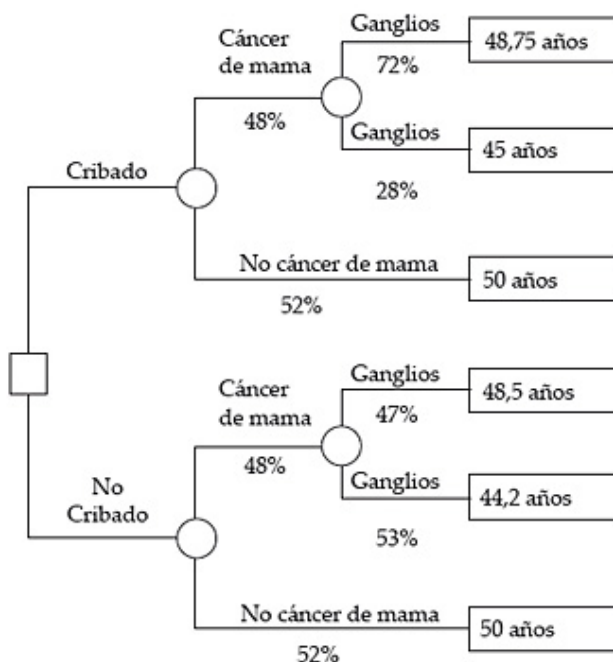 Cáncer
de mama
48%
Ganglios
72%
48,75 años
Ganglios
28%
45 años
Cribado
No cáncer de mama
52%
50 años
Cáncer
de mama
48%
Ganglios
47%
48,5 años
Ganglios
53%
44,2 años
No
Cribado
No cáncer de mama
52%
50 años